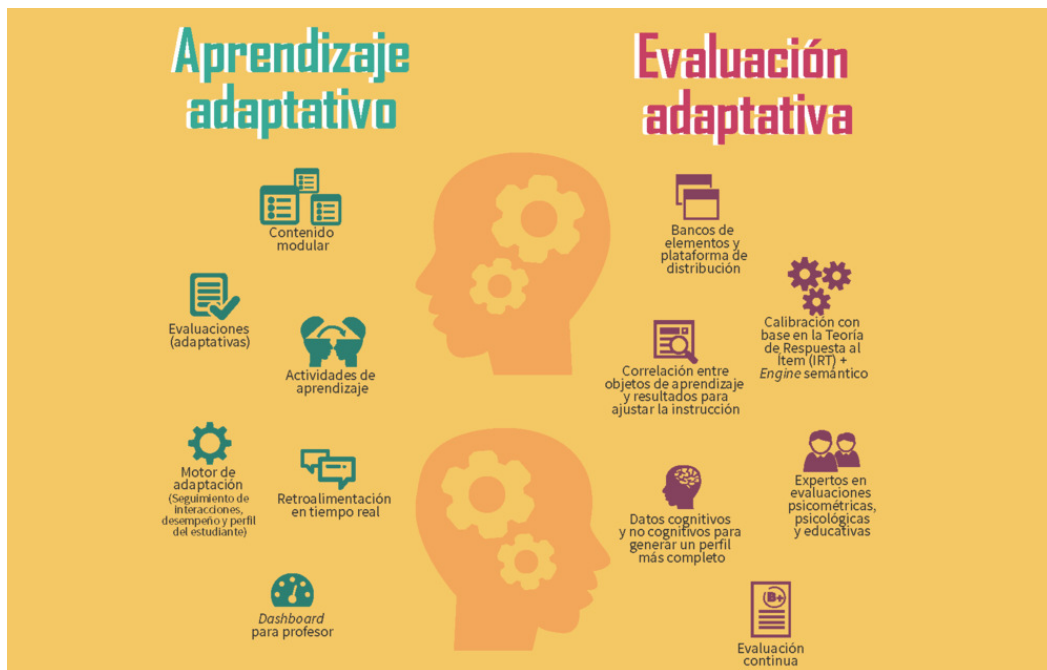 Aprendizaje
adaptativo
Contenido
modular
Evaluaciones
(adaptativas)
Actividades de
aprendizaje
Motor de
adaptación
(Seguimiento de
interacciones,
desempeño y perfil
del estudiante)
Retroalimentación
en tiempo real
Dashboard
para profesor
Evaluación
adaptativa
Bancos de
elementos y
plataforma de
distribución
Calibración con
base en la Teoría
de Respuesta al
Ítem (IRT) +
Engine semántico
Correlación entre
objetos de aprendizaje
y resultados para
ajustar la instrucción
Expertos en
evaluaciones
psicométricas,
psicológicas
y educativas
Datos cognitivos
y no cognitivos para
generar un perfil
más completo
B+
Evaluación
continua